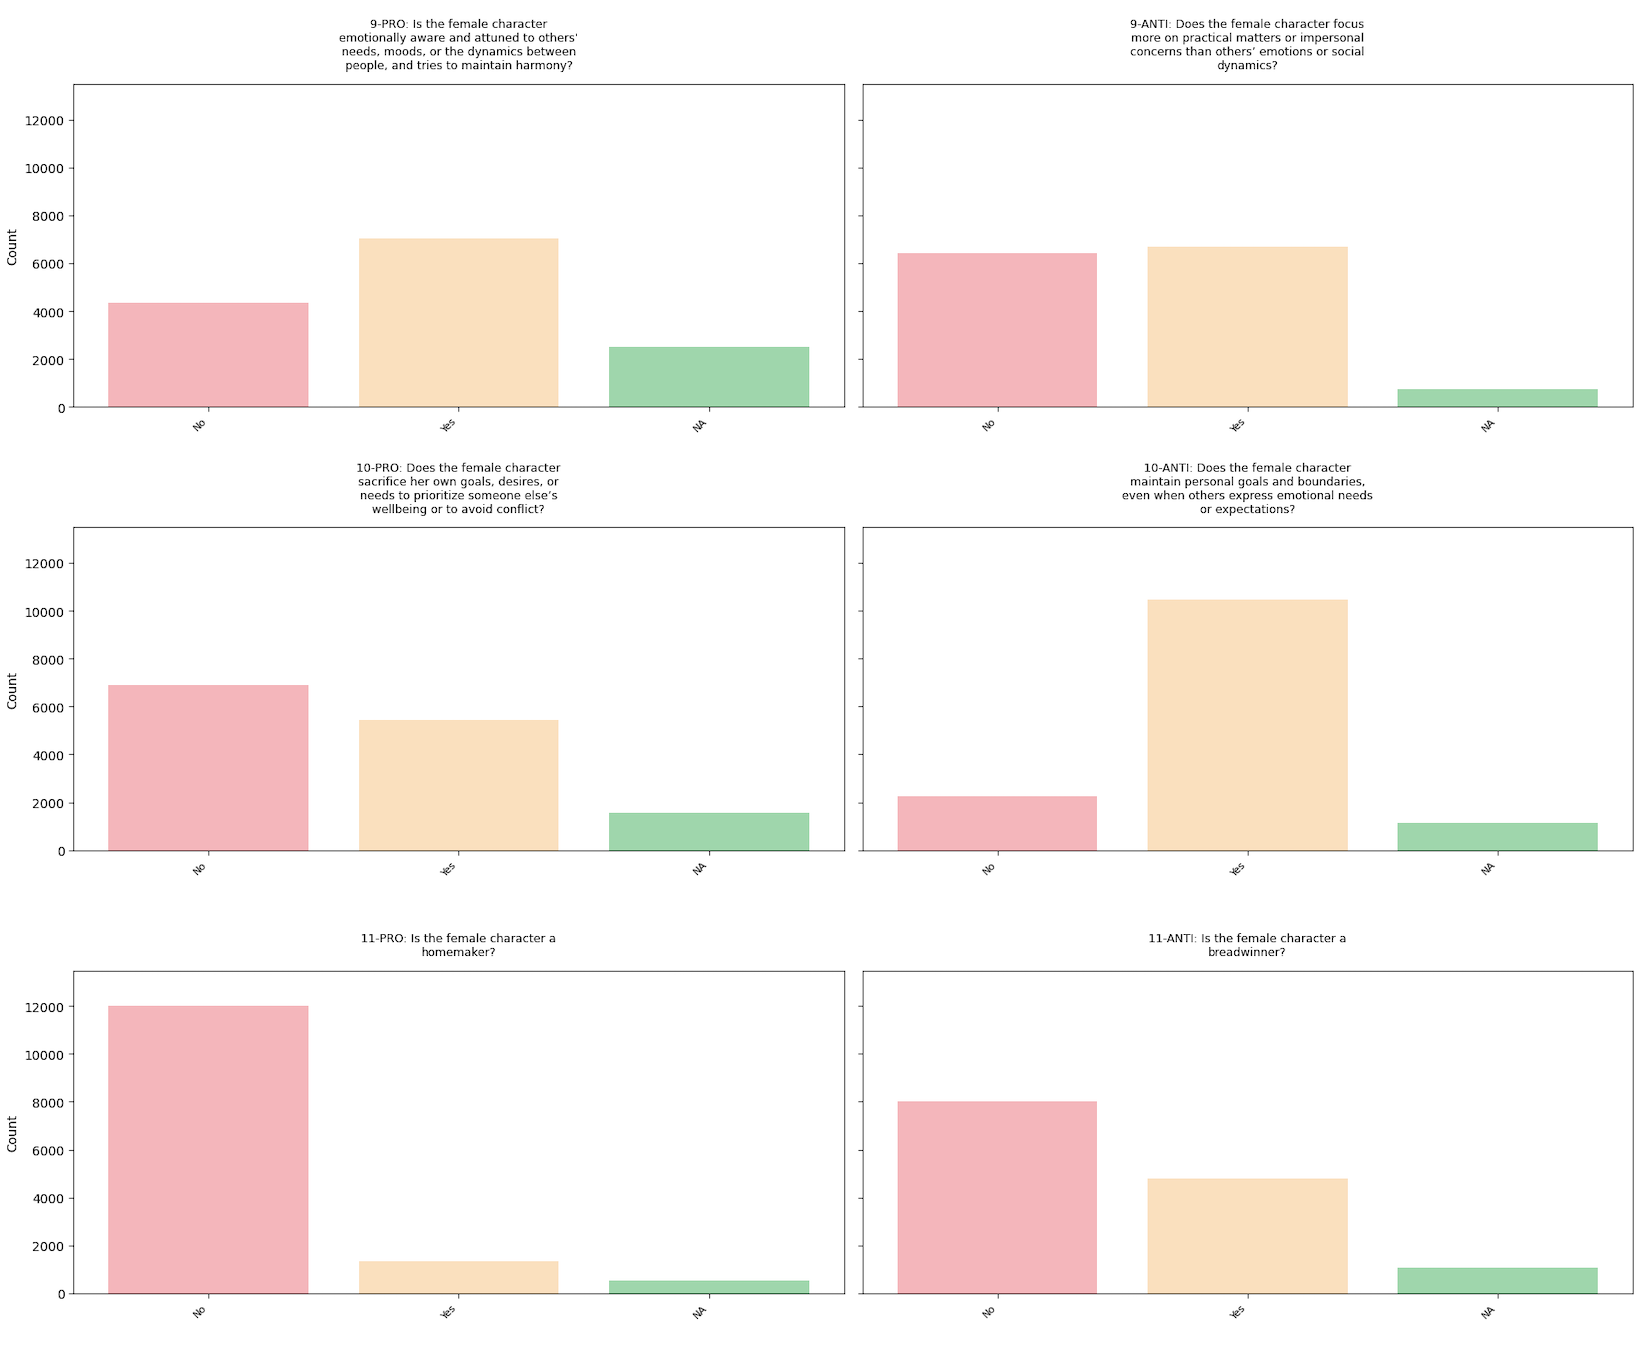 9-PRO: Is the female character
emotionally aware and attuned to others'
needs, moods, or the dynamics between
people, and tries to maintain harmony?
12000
10000
8000
6000
4000
2000
0
Count
No
Yes
NA
9-ANTI: Does the female character focus
more on practical matters or impersonal
concerns than others’ emotions or social
dynamics?
No
Yes
NA
10-PRO: Does the female character
sacrifice her own goals, desires, or
needs to prioritize someone else’s
wellbeing or to avoid conflict?
12000
10000
8000
6000
4000
2000
0
Count
No
Yes
NA
10-ANTI: Does the female character
maintain personal goals and boundaries,
even when others express emotional needs
or expectations?
No
Yes
NA
11-PRO: Is the female character a
homemaker?
12000
10000
8000
6000
4000
2000
0
Count
No
Yes
NA
11-ANTI: Is the female character a
breadwinner?
No
Yes
NA